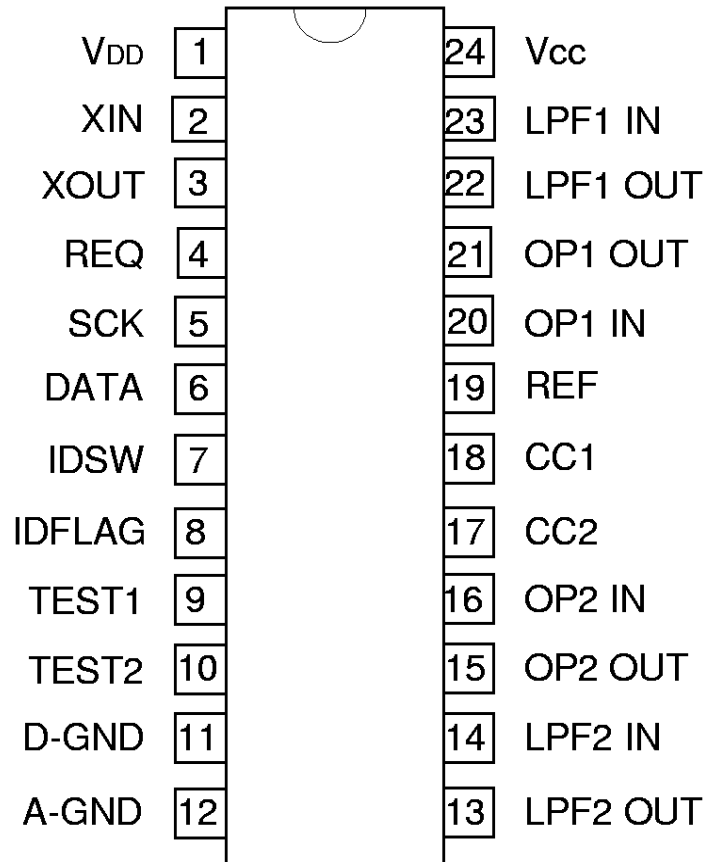 VDD 1 24 Vcc
XIN 2 23 LPF1 IN
XOUT 3 22 LPF1 OUT
REQ 4 21 OP1 OUT
SCK 5 20 OP1 IN
DATA 6 19 REF
IDSW 7 18 CC1
IDFLAG 8 17 CC2
TEST1 9 16 OP2 IN
TEST2 10 15 OP2 OUT
D-GND 11 14 LPF2 IN
A-GND 12 13 LPF2 OUT